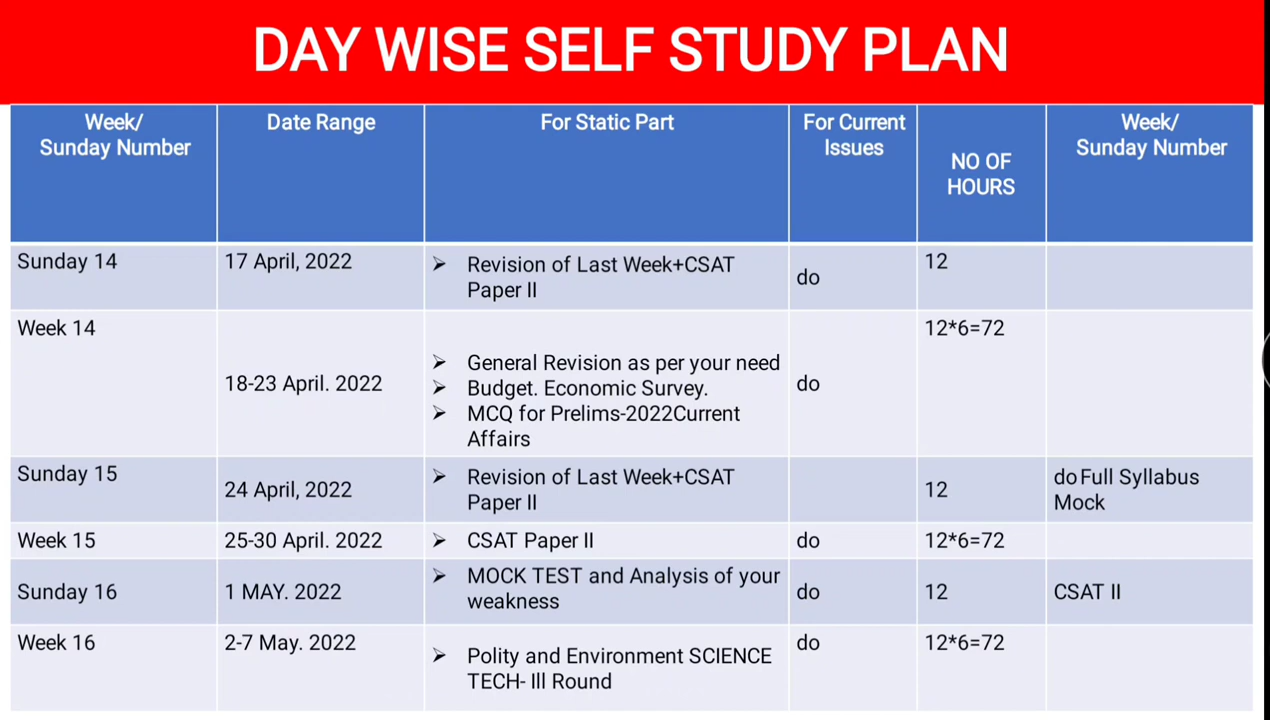 DAY WISE SELF STUDY PLAN
Week/
Sunday Number
Date Range
For Static Part
For Current
Issues
NO OF
HOURS
Week/
Sunday Number
Sunday 14
17 April, 2022
➢ Revision of Last Week+CSAT
Paper II
do
12
Week 14
18-23 April. 2022
➢ General Revision as per your need
➢ Budget. Economic Survey.
➢ MCQ for Prelims-2022Current
Affairs
do
12*6=72
Sunday 15
24 April, 2022
➢ Revision of Last Week+CSAT
Paper II
12
do Full Syllabus
Mock
Week 15
25-30 April. 2022
➢ CSAT Paper II
do
12*6=72
Sunday 16
1 MAY. 2022
➢ MOCK TEST and Analysis of your
weakness
do
12
CSAT II
Week 16
2-7 May. 2022
➢ Polity and Environment SCIENCE
TECH- Ill Round
do
12*6=72